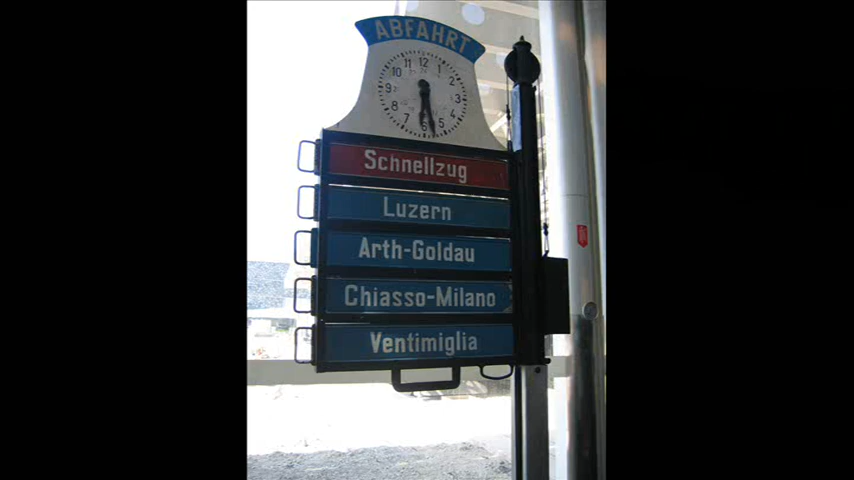 ABFAHRT
Schnellzug
Luzern
Arth-Goldau
Chiasso-Milano
Ventimiglia